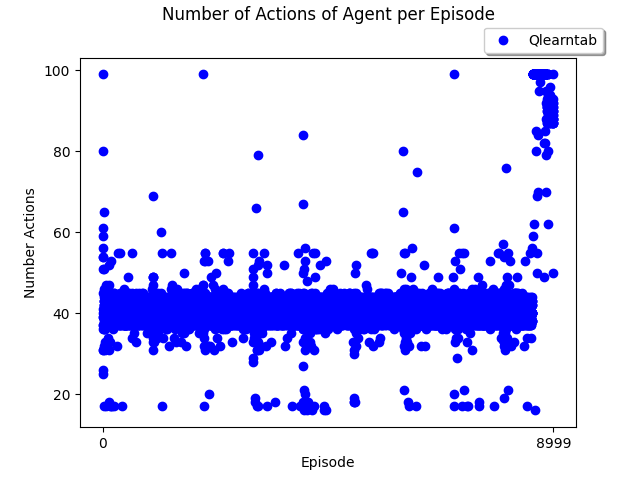 Number of Actions of Agent per Episode
Qlearntab
100
80
60
40
20
Number Actions
0 8999
Episode